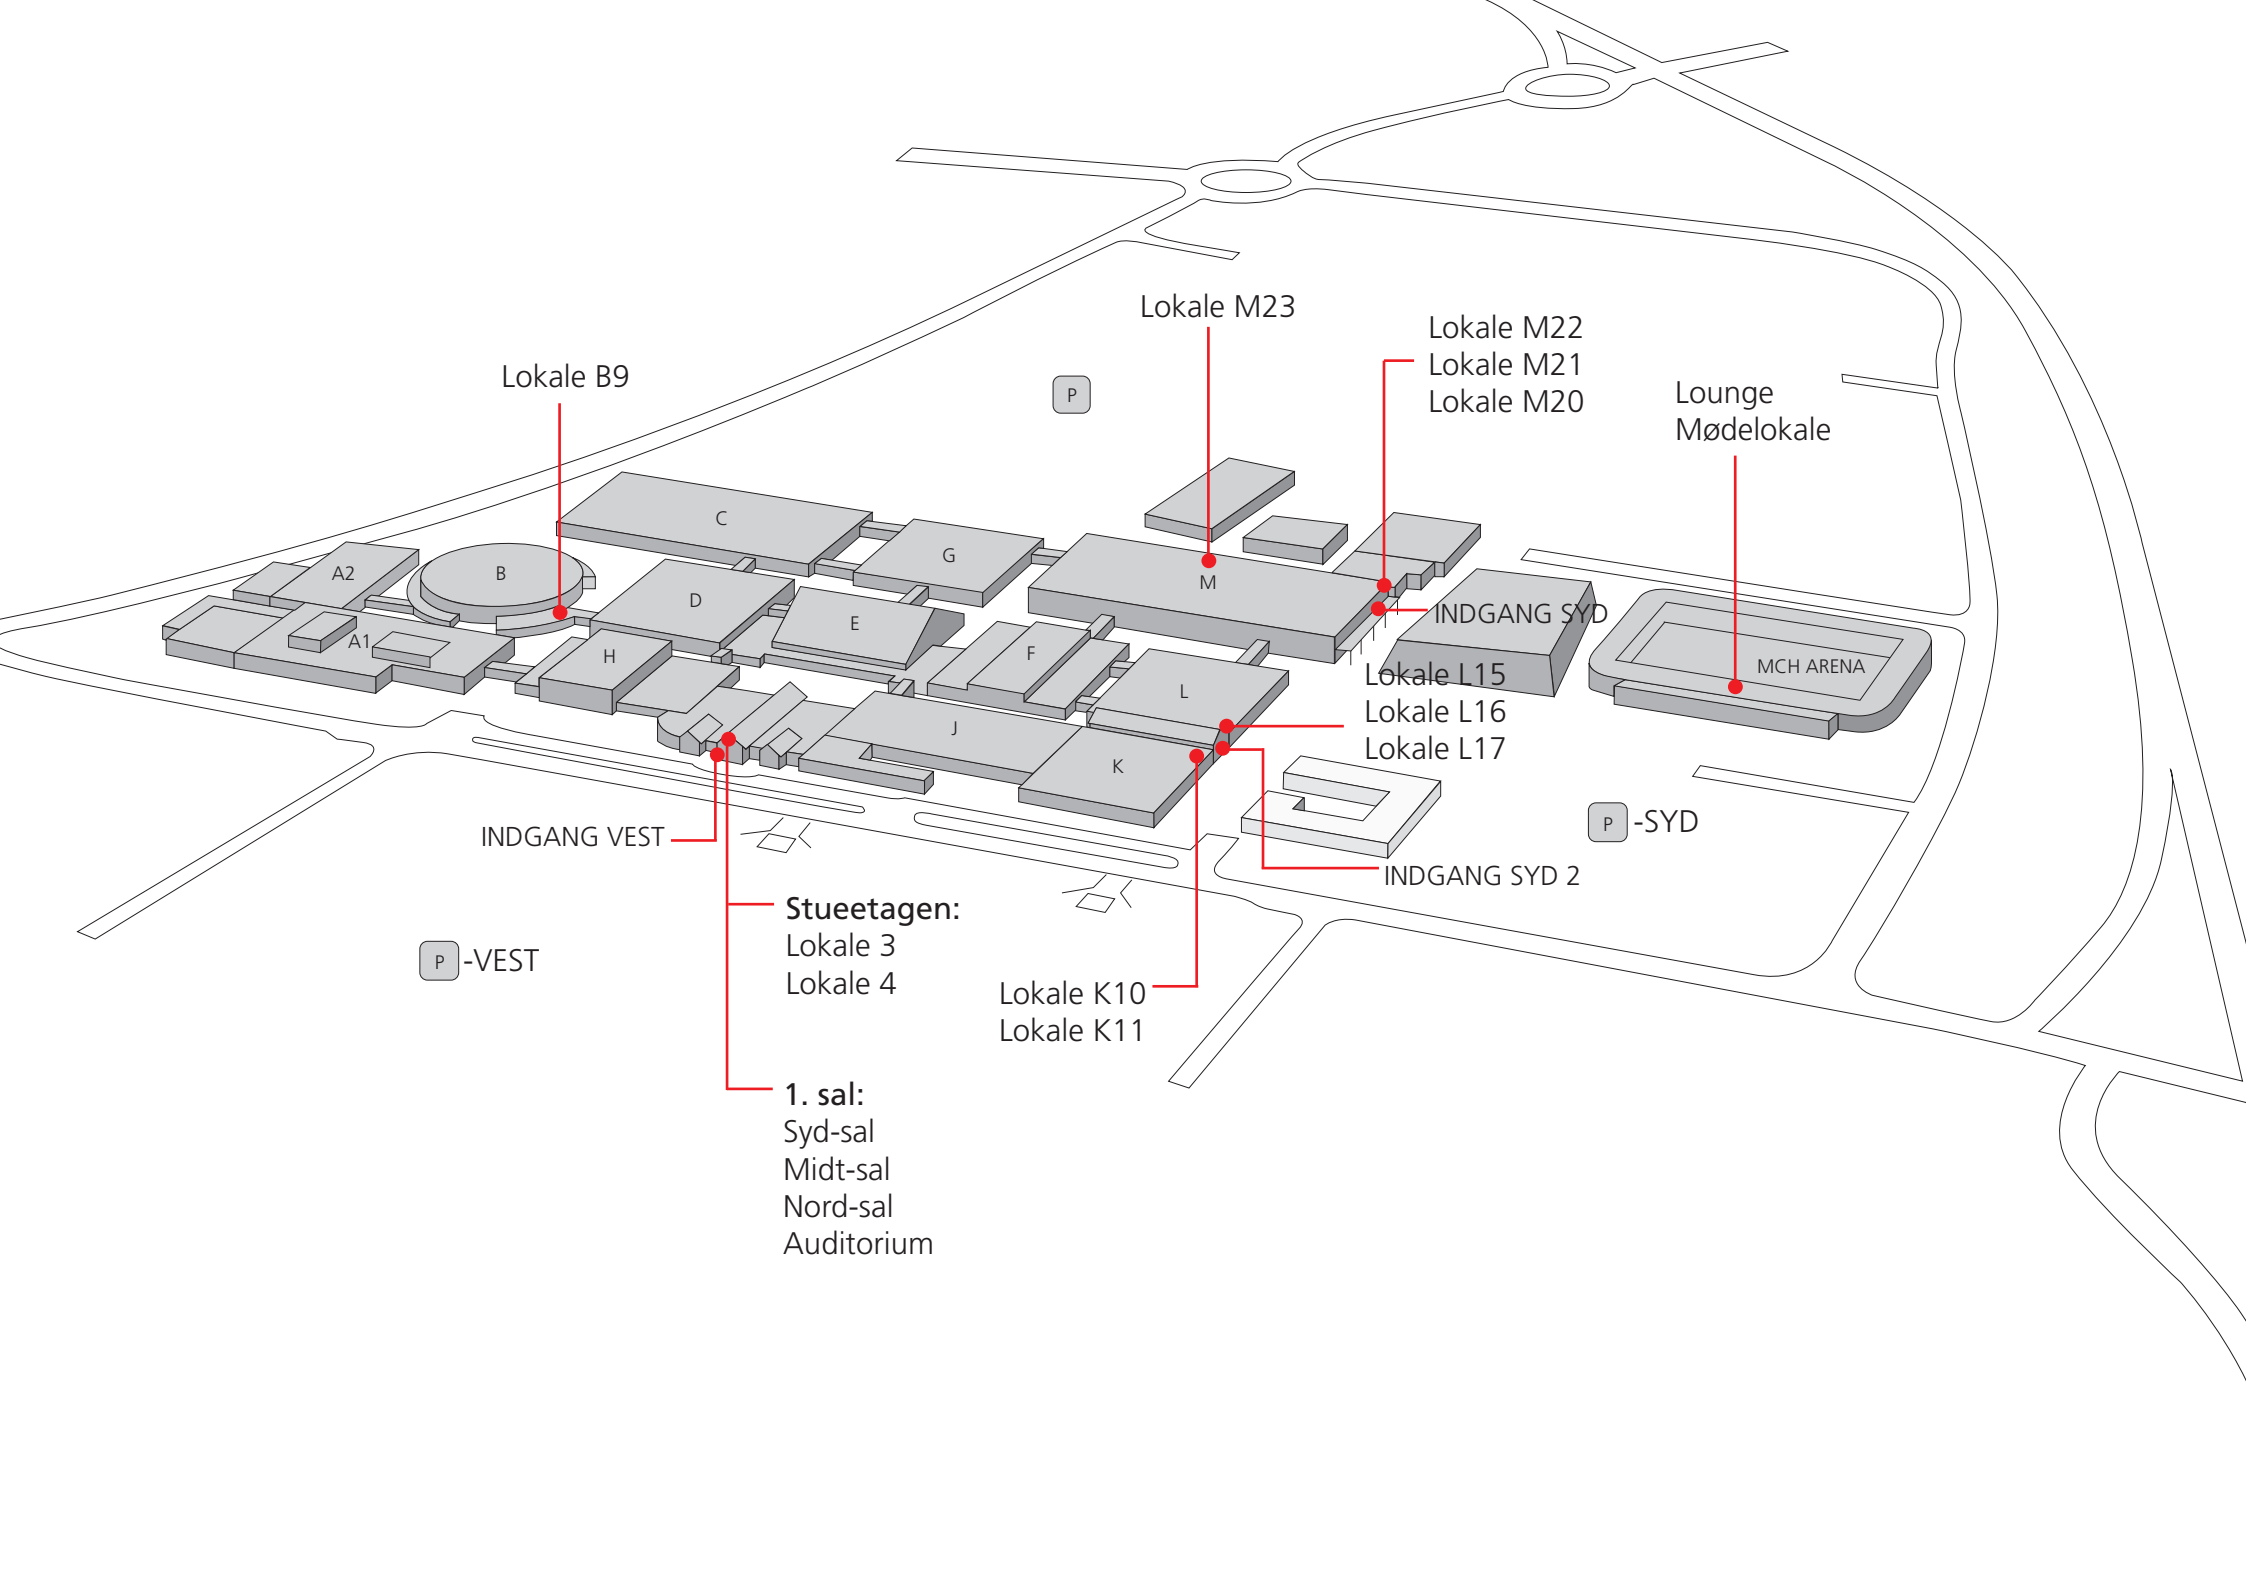 Lokale M23
Lokale M22
Lokale M21
Lokale M20
Lokale B9
P
Lounge
Mødelokale
C
G
A2
B
M
D
E
INDGANG SYD
A1
H
F
L
MCH ARENA
Lokale L15
Lokale L16
Lokale L17
J
K
INDGANG VEST
P -SYD
INDGANG SYD 2
Stueetagen:
Lokale 3
Lokale 4
P -VEST
Lokale K10
Lokale K11
1. sal:
Syd-sal
Midt-sal
Nord-sal
Auditorium